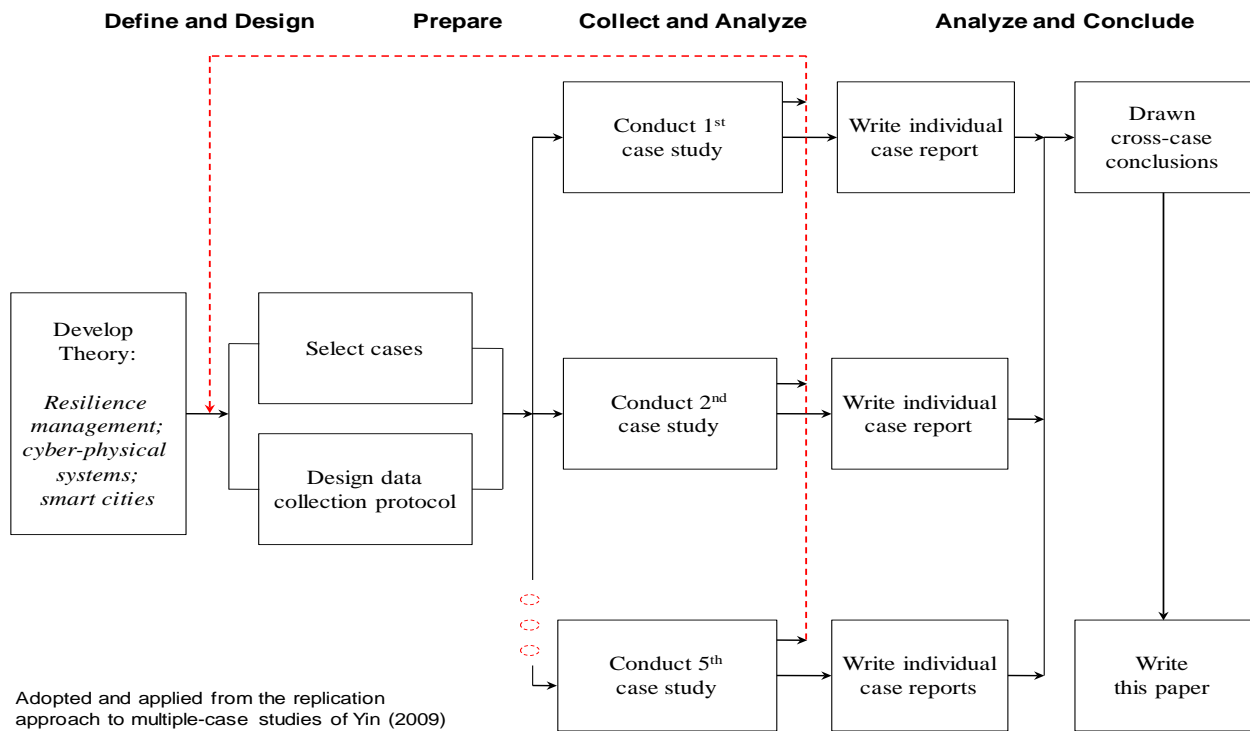 Define and Design
Prepare
Collect and Analyze
Analyze and Conclude
Develop
Theory:
Resilience
management;
cyber-physical
systems;
smart cities
Select cases
Design data
collection protocol
Conduct 1st
case study
Write individual
case report
Drawn
cross-case
conclusions
Conduct 2nd
case study
Write individual
case report
Conduct 5th
case study
Write individual
case reports
Write
this paper
Adopted and applied from the replication
approach to multiple-case studies of Yin (2009)